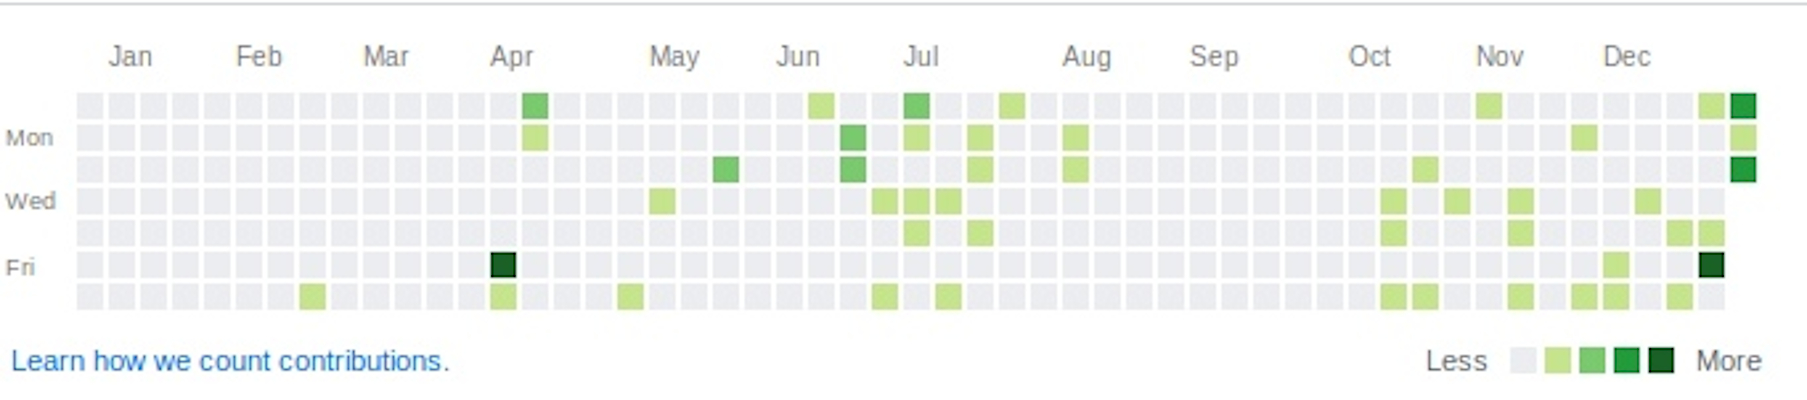 Jan Feb Mar Apr May Jun Jul Aug Sep Oct Nov Dec
Mon
Wed
Fri
Learn how we count contributions. Less More